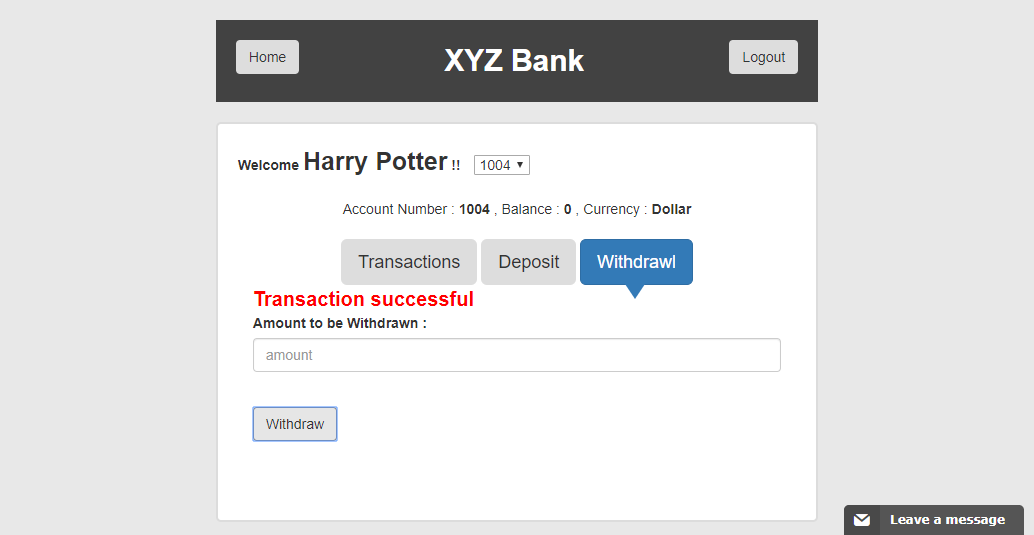 Home XYZ Bank Logout
Welcome Harry Potter !! 1004
Account Number : 1004 , Balance : 0 , Currency : Dollar
Transactions Deposit Withdrawl
Transaction successful
Amount to be Withdrawn :
amount
Withdraw
Leave a message